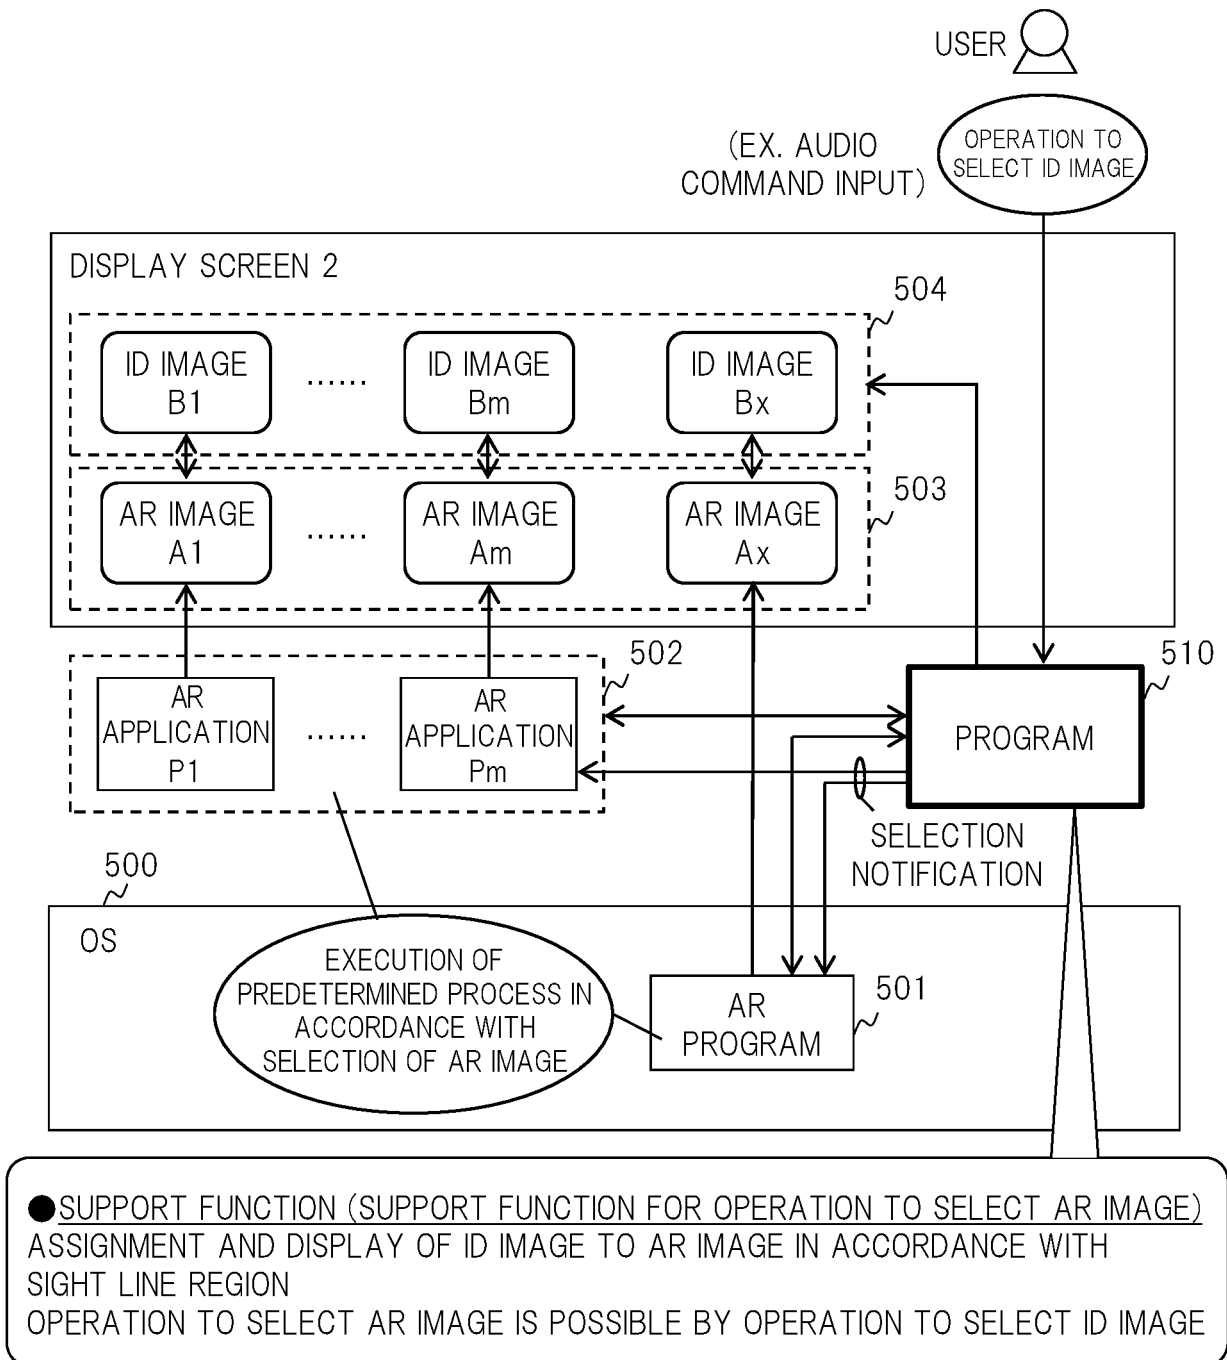 USER
OPERATION TO
SELECT ID IMAGE
(EX. AUDIO
COMMAND INPUT)
DISPLAY SCREEN 2
504
ID IMAGE
B1
......
ID IMAGE
Bm
ID IMAGE
Bx
503
AR IMAGE
A1
......
AR IMAGE
Am
AR IMAGE
Ax
502
510
AR
APPLICATION
P1
......
AR
APPLICATION
Pm
PROGRAM
SELECTION
NOTIFICATION
500
OS
EXECUTION OF
PREDETERMINED PROCESS IN
ACCORDANCE WITH
SELECTION OF AR IMAGE
AR
PROGRAM
501
●SUPPORT FUNCTION (SUPPORT FUNCTION FOR OPERATION TO SELECT AR IMAGE)
ASSIGNMENT AND DISPLAY OF ID IMAGE TO AR IMAGE IN ACCORDANCE WITH
SIGHT LINE REGION
OPERATION TO SELECT AR IMAGE IS POSSIBLE BY OPERATION TO SELECT ID IMAGE